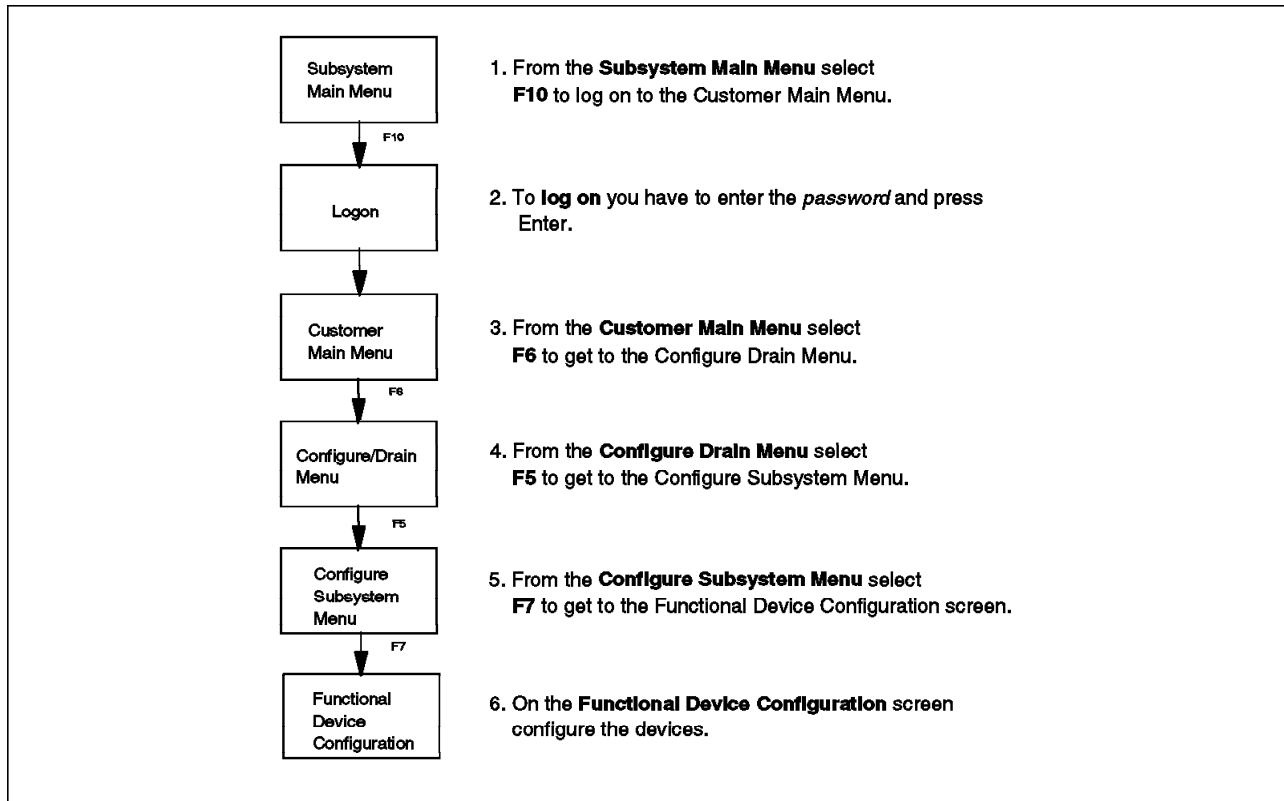 Subsystem
Main Menu
1. From the Subsystem Main Menu select
F10 to log on to the Customer Main Menu.
F10
Logon
2. To log on you have to enter the password and press
Enter.
Customer
Main Menu
3. From the Customer Main Menu select
F6 to get to the Configure Drain Menu.
F6
Configure/Drain
Menu
4. From the Configure Drain Menu select
F5 to get to the Configure Subsystem Menu.
F5
Configure
Subsystem
Menu
5. From the Configure Subsystem Menu select
F7 to get to the Functional Device Configuration screen.
F7
Functional
Device
Configuration
6. On the Functional Device Configuration screen
configure the devices.